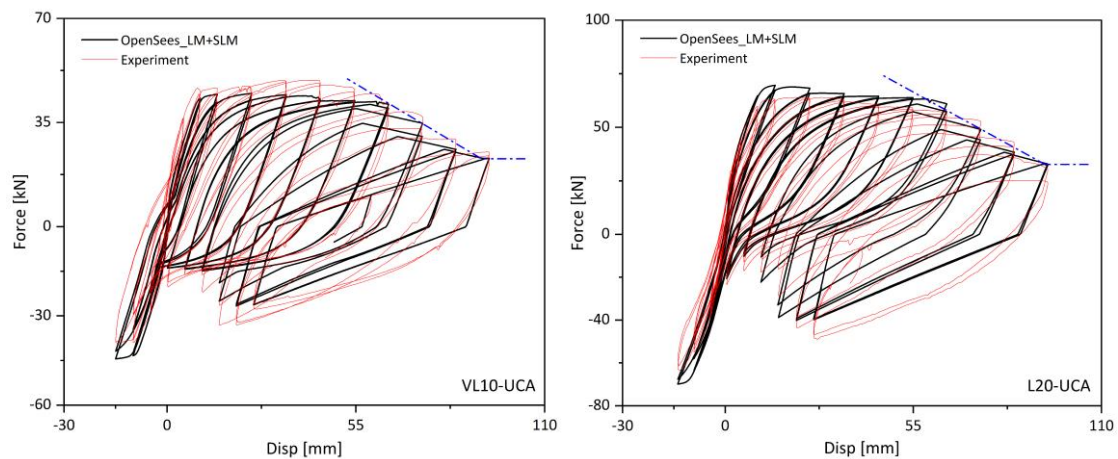 70
OpenSees_LM+SLM
Experiment
35
0
-30
-60
Force [kN]
VL10-UCA
-30
0
55
110
Disp [mm]
100
OpenSees_LM+SLM
Experiment
50
0
-40
-80
Force [kN]
L20-UCA
-30
0
55
110
Disp [mm]